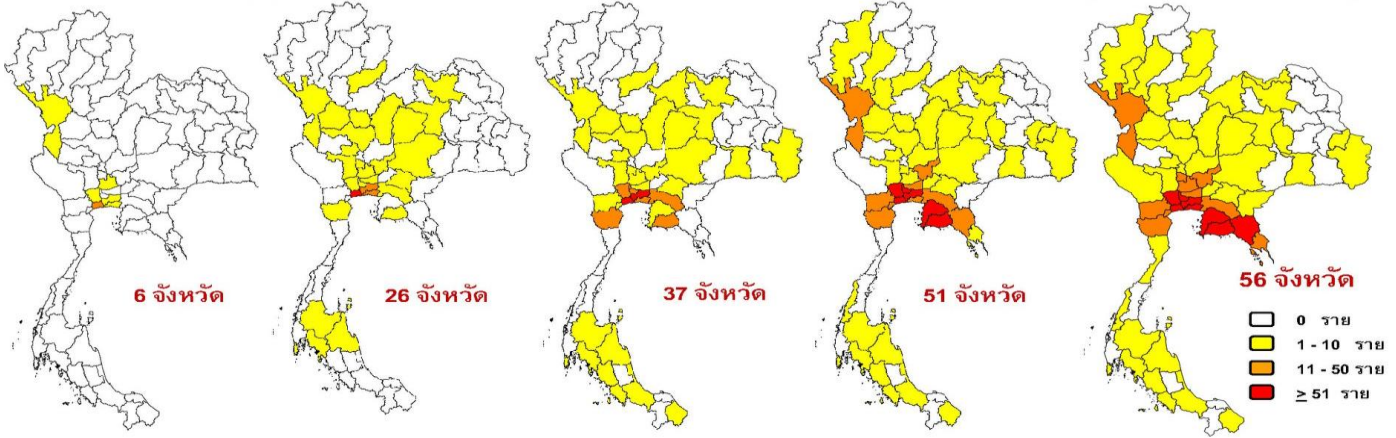 6 จังหวัด
26 จังหวัด
37 จังหวัด
51 จังหวัด
56 จังหวัด
0 ราย
1 - 10 ราย
11 - 50 ราย
≥ 51 ราย